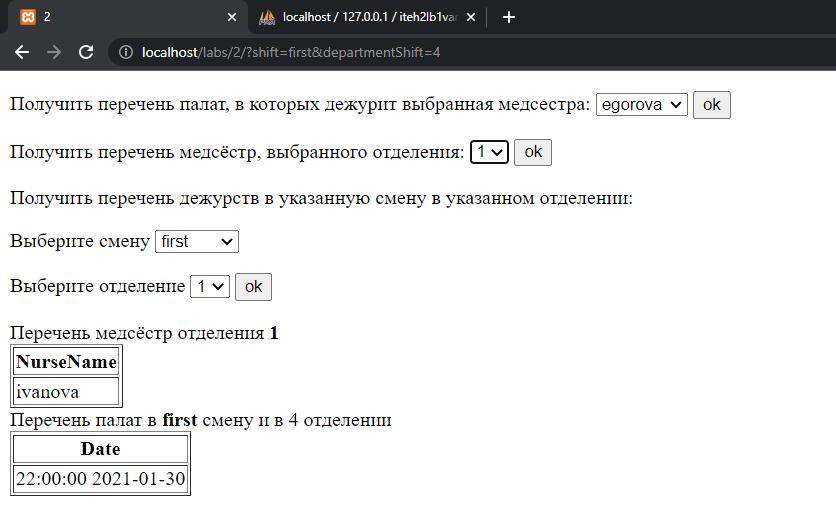 2
localhost / 127.0.0.1 / iteh2lb1var
localhost/labs/2/?shift=first&departmentShift=4
Получить перечень палат, в которых дежурит выбранная медсестра: egorova ok
Получить перечень медсёстр, выбранного отделения: 1 ok
Получить перечень дежурств в указанную смену в указанном отделении:
Выберите смену first
Выберите отделение 1 ok
Перечень медсёстр отделения 1
NurseName
ivanova
Перечень палат в first смену и в 4 отделении
Date
22:00:00 2021-01-30